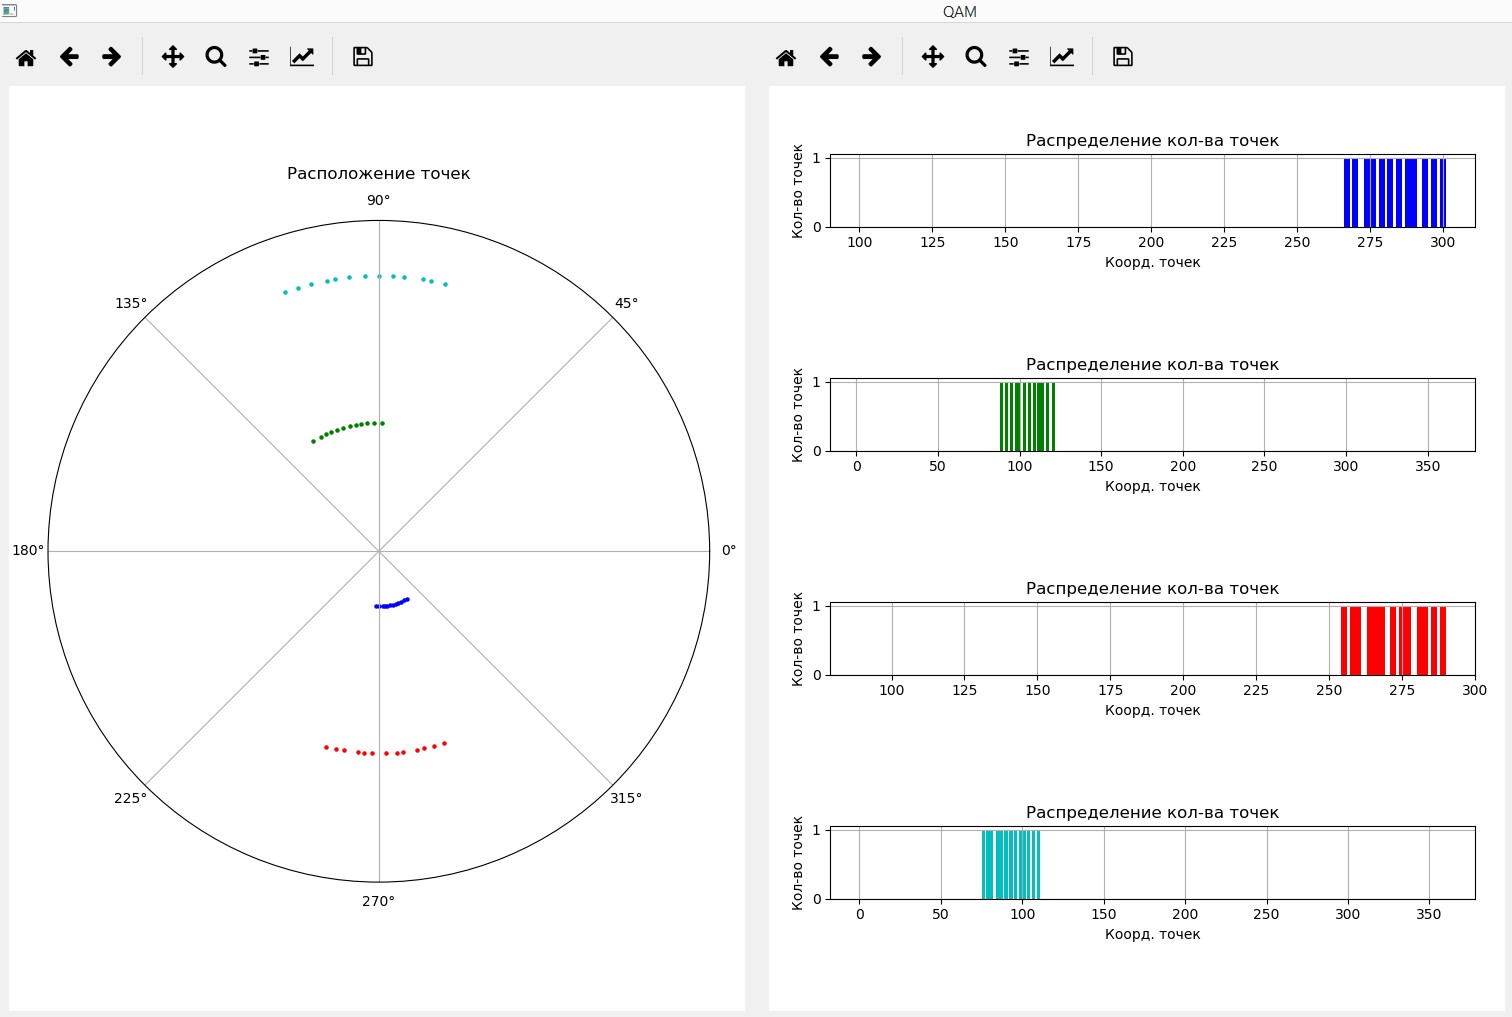 QAM
Расположение точек
90°
135°
45°
180°
0°
225°
315°
270°
Распределение кол-ва точек
Кол-во точек
1
0
100 125 150 175 200 225 250 275 300
Коорд. точек
Распределение кол-ва точек
Кол-во точек
1
0
0 50 100 150 200 250 300 350
Коорд. точек
Распределение кол-ва точек
Кол-во точек
1
0
100 125 150 175 200 225 250 275 300
Коорд. точек
Распределение кол-ва точек
Кол-во точек
1
0
0 50 100 150 200 250 300 350
Коорд. точек